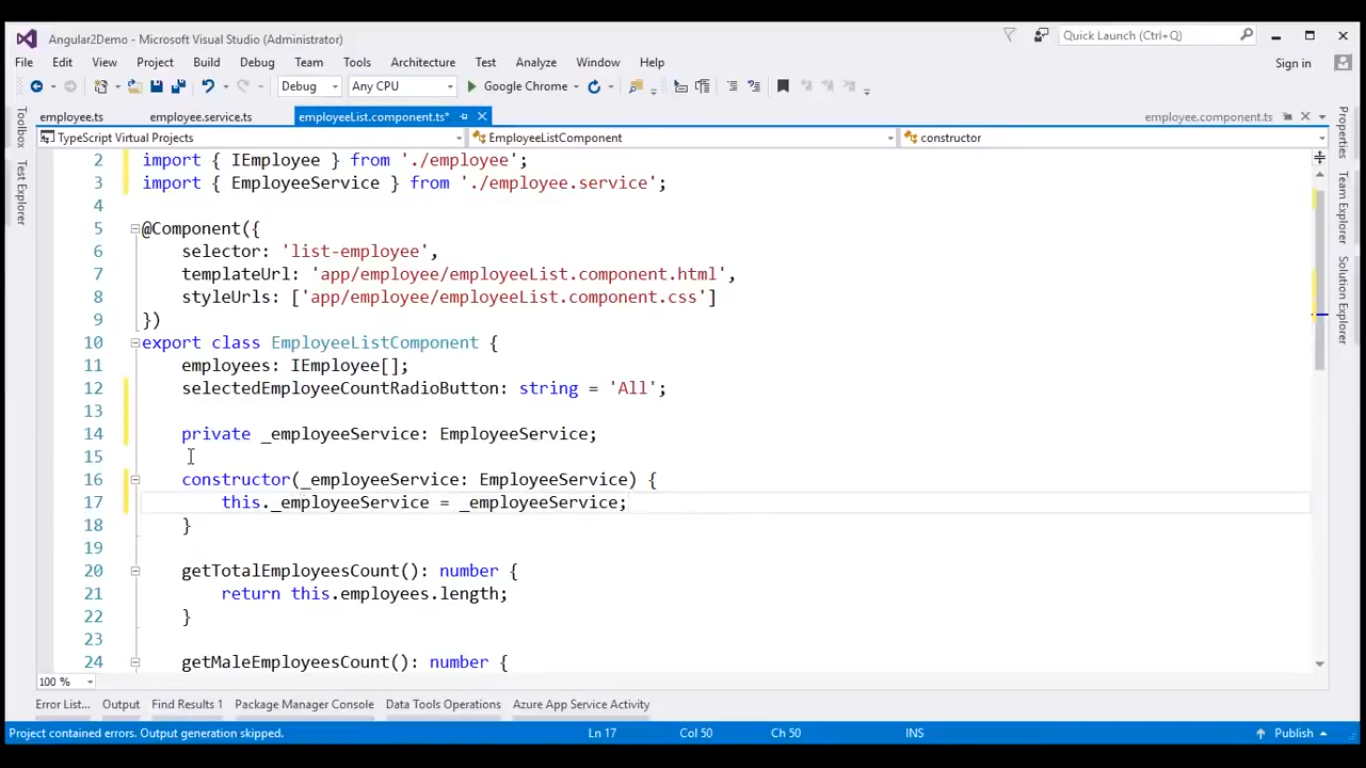 Angular2Demo - Microsoft Visual Studio (Administrator)
Quick Launch (Ctrl+Q)
File Edit View Project Build Debug Team Tools Architecture Test Analyze Window Help
Sign in
Debug Any CPU Google Chrome
employee.ts employee.service.ts employeeList.component.ts* employee.component.ts
TypeScript Virtual Projects EmployeeListComponent constructor
Toolbox
Test Explorer
2 import { IEmployee } from './employee';
3 import { EmployeeService } from './employee.service';
4
5 @Component({
6 selector: 'list-employee',
7 templateUrl: 'app/employee/employeeList.component.html',
8 styleUrls: ['app/employee/employeeList.component.css']
9 })
10 export class EmployeeListComponent {
11 employees: IEmployee[];
12 selectedEmployeeCountRadioButton: string = 'All';
13
14 private _employeeService: EmployeeService;
15
16 constructor(_employeeService: EmployeeService) {
17 this._employeeService = _employeeService;
18 }
19
20 getTotalEmployeesCount(): number {
21 return this.employees.length;
22 }
23
24 getMaleEmployeesCount(): number {
Properties
Team Explorer
Solution Explorer
100 %
Error List... Output Find Results 1 Package Manager Console Data Tools Operations Azure App Service Activity
Project contained errors. Output generation skipped. Ln 17 Col 50 Ch 50 INS Publish